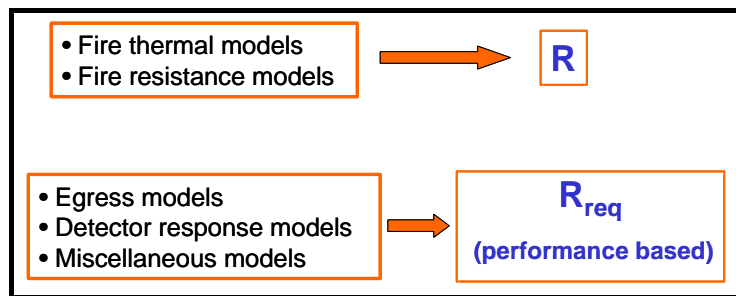 • Fire thermal models
• Fire resistance models
R
• Egress models
• Detector response models
• Miscellaneous models
Rreq
(performance based)